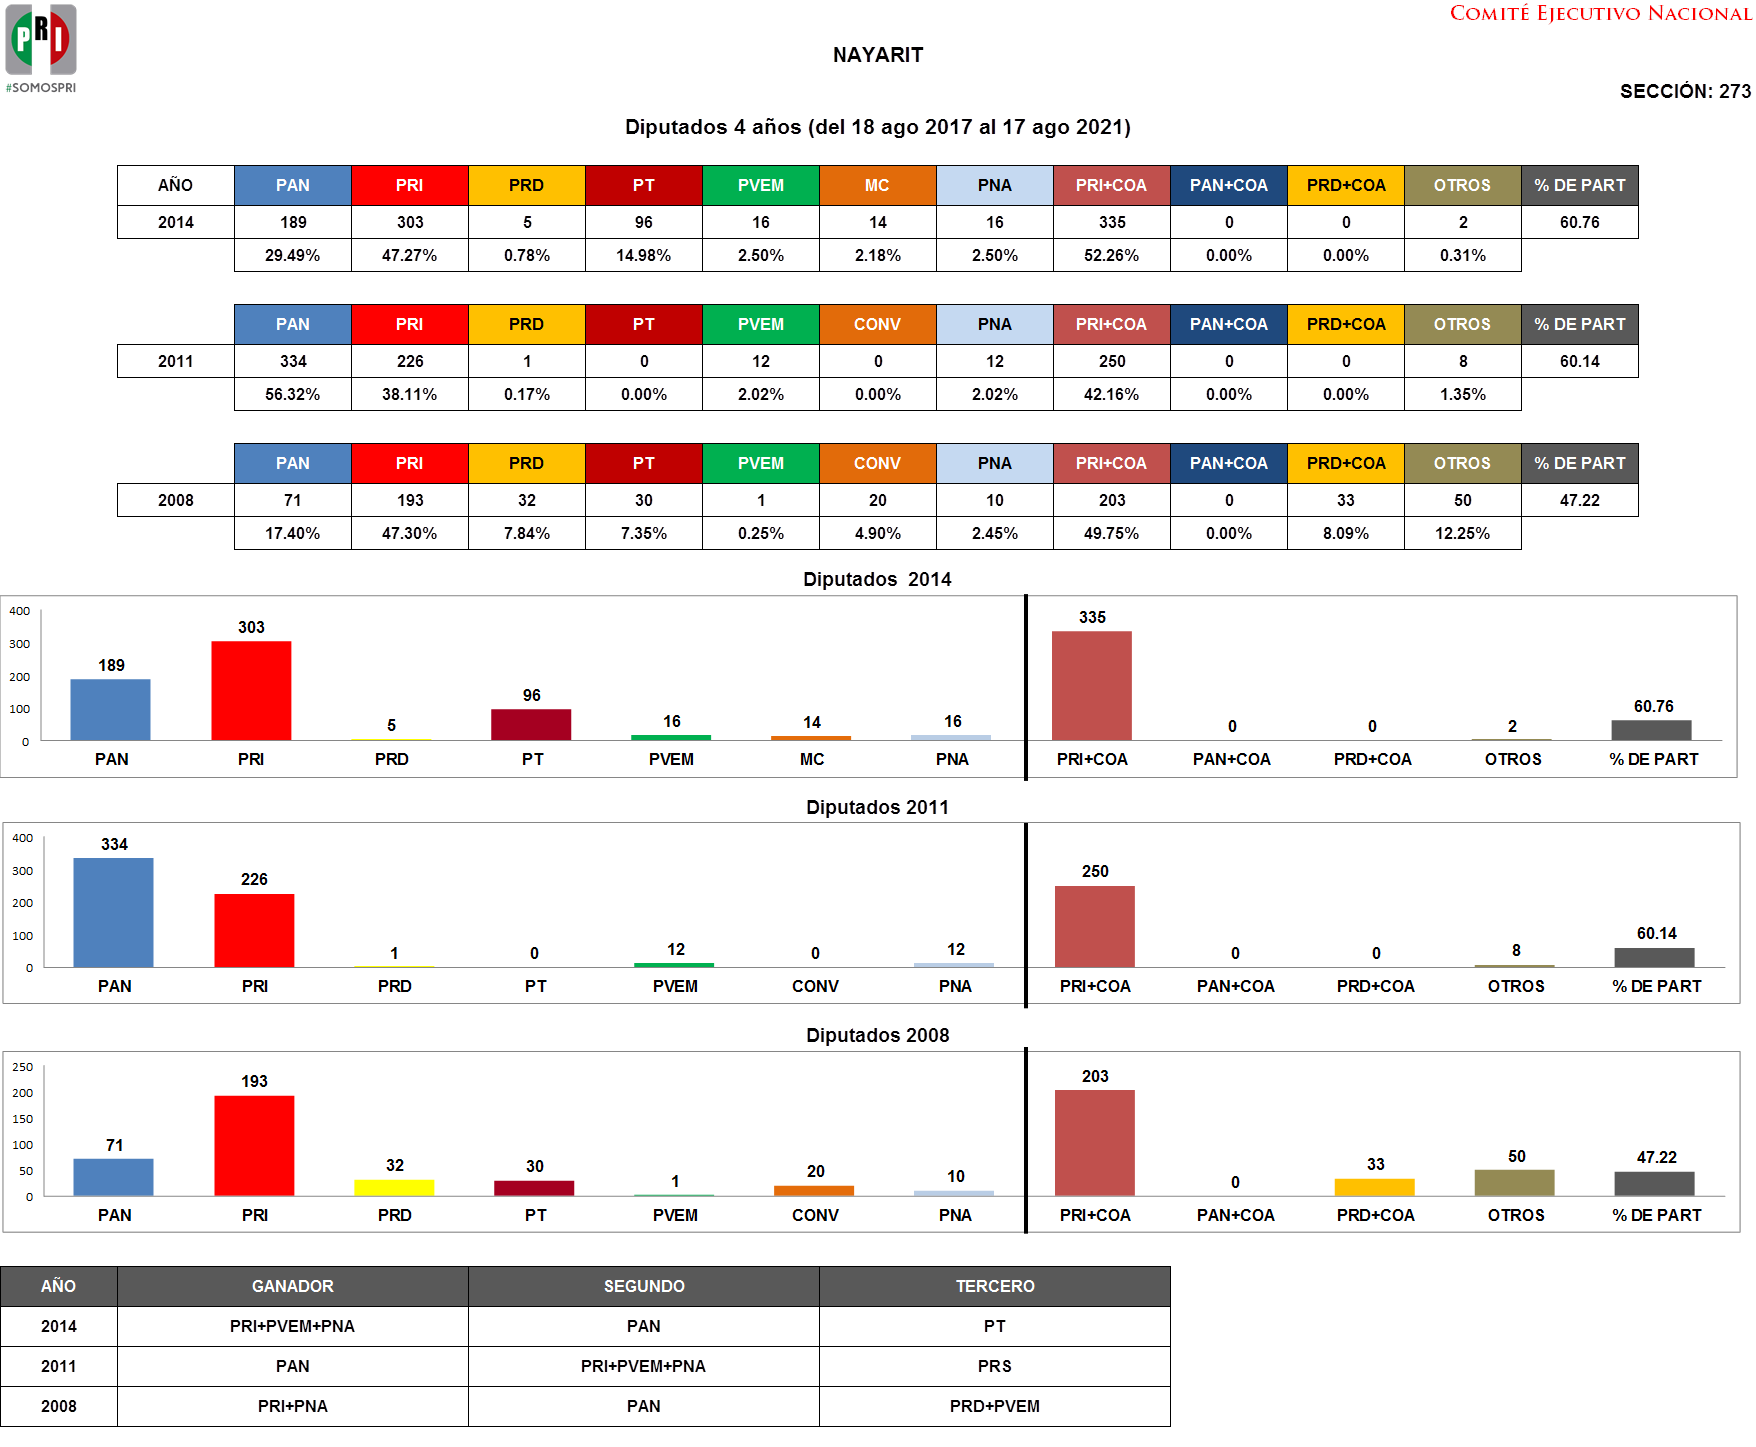 COMITÉ EJECUTIVO NACIONAL
PRI
#SOMOSPRI
NAYARIT
SECCIÓN: 273
Diputados 4 años (del 18 ago 2017 al 17 ago 2021)
AÑO PAN PRI PRD PT PVEM MC PNA PRI+COA PAN+COA PRD+COA OTROS % DE PART
2014 189 303 5 96 16 14 16 335 0 0 2 60.76
29.49% 47.27% 0.78% 14.98% 2.50% 2.18% 2.50% 52.26% 0.00% 0.00% 0.31%
PAN PRI PRD PT PVEM CONV PNA PRI+COA PAN+COA PRD+COA OTROS % DE PART
2011 334 226 1 0 12 0 12 250 0 0 8 60.14
56.32% 38.11% 0.17% 0.00% 2.02% 0.00% 2.02% 42.16% 0.00% 0.00% 1.35%
PAN PRI PRD PT PVEM CONV PNA PRI+COA PAN+COA PRD+COA OTROS % DE PART
2008 71 193 32 30 1 20 10 203 0 33 50 47.22
17.40% 47.30% 7.84% 7.35% 0.25% 4.90% 2.45% 49.75% 0.00% 8.09% 12.25%
Diputados 2014
400
300
200
100
0
189 303 5 96 16 14 16 335 0 0 2 60.76
PAN PRI PRD PT PVEM MC PNA PRI+COA PAN+COA PRD+COA OTROS % DE PART
Diputados 2011
400
300
200
100
0
334 226 1 0 12 0 12 250 0 0 8 60.14
PAN PRI PRD PT PVEM CONV PNA PRI+COA PAN+COA PRD+COA OTROS % DE PART
Diputados 2008
250
200
150
100
50
0
71 193 32 30 1 20 10 203 0 33 50 47.22
PAN PRI PRD PT PVEM CONV PNA PRI+COA PAN+COA PRD+COA OTROS % DE PART
AÑO GANADOR SEGUNDO TERCERO
2014 PRI+PVEM+PNA PAN PT
2011 PAN PRI+PVEM+PNA PRS
2008 PRI+PNA PAN PRD+PVEM